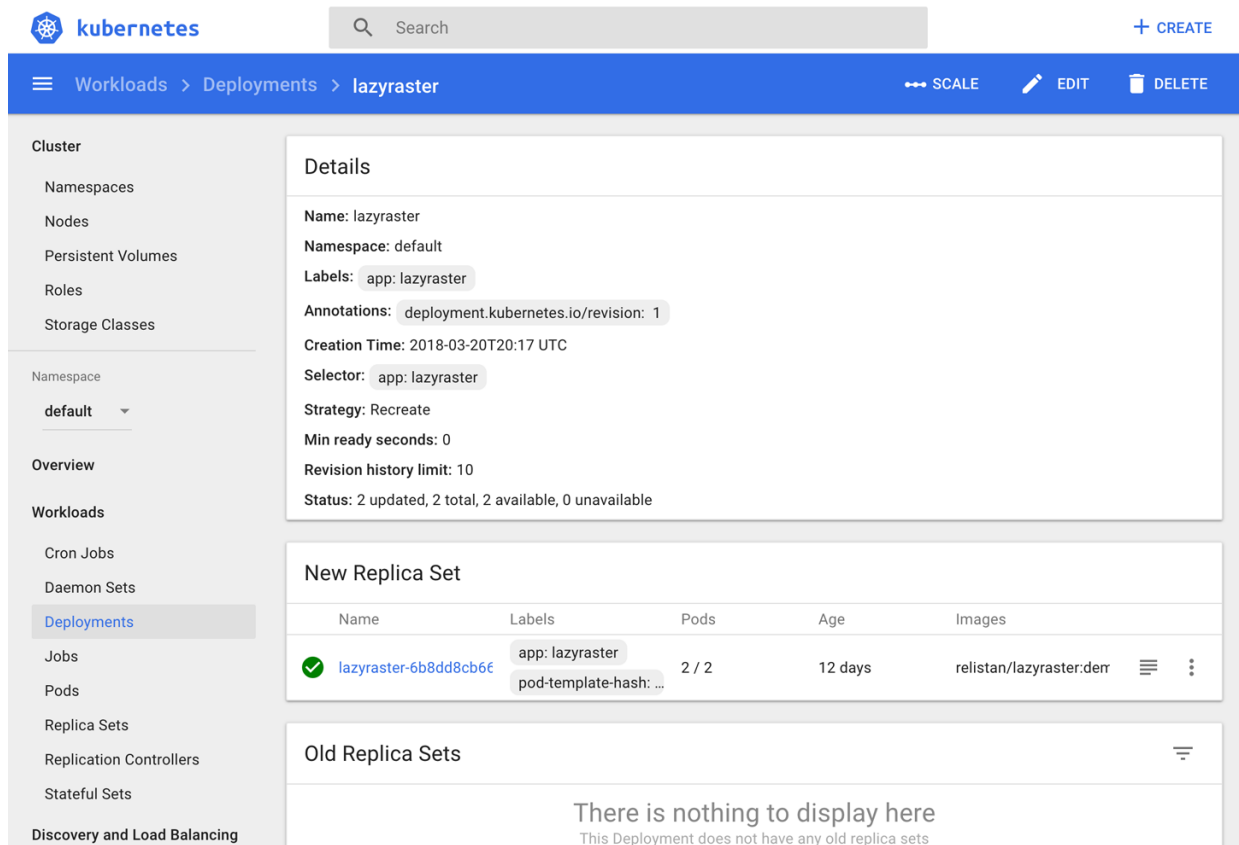 kubernetes
Search
CREATE
Workloads > Deployments > lazyraster
SCALE
EDIT
DELETE
Cluster
Namespaces
Nodes
Persistent Volumes
Roles
Storage Classes
Namespace
default
Overview
Workloads
Cron Jobs
Daemon Sets
Deployments
Jobs
Pods
Replica Sets
Replication Controllers
Stateful Sets
Discovery and Load Balancing
Details
Name: lazyraster
Namespace: default
Labels: app: lazyraster
Annotations: deployment.kubernetes.io/revision: 1
Creation Time: 2018-03-20T20:17 UTC
Selector: app: lazyraster
Strategy: Recreate
Min ready seconds: 0
Revision history limit: 10
Status: 2 updated, 2 total, 2 available, 0 unavailable
New Replica Set
Name Labels Pods Age Images
lazyraster-6b8dd8cb66 app: lazyraster 2 / 2 12 days relistan/lazyraster:dem
pod-template-hash: ...
Old Replica Sets
There is nothing to display here
This Deployment does not have any old replica sets